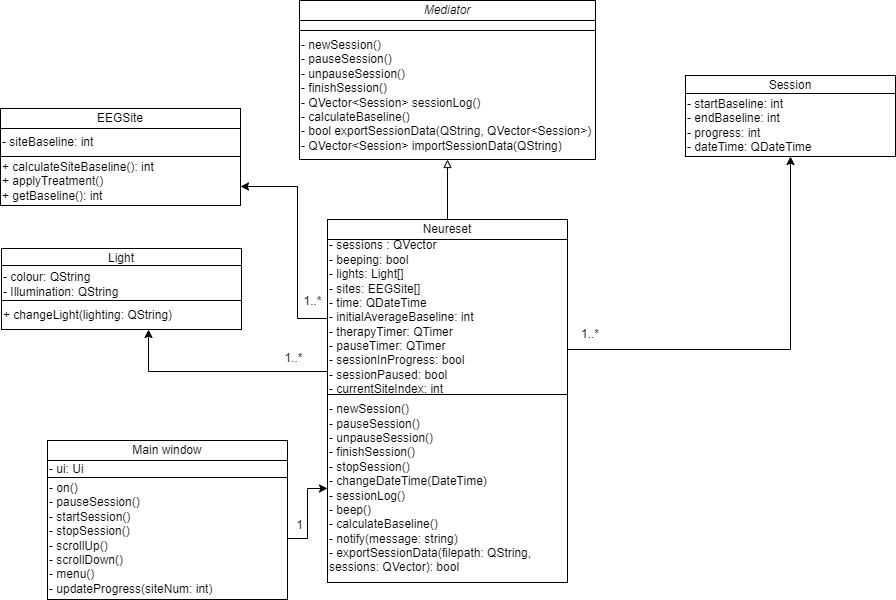 Mediator
- newSession()
- pauseSession()
- unpauseSession()
- finishSession()
- QVector<Session> sessionLog()
- calculateBaseline()
- bool exportSessionData(QString, QVector<Session>)
- QVector<Session> importSessionData(QString)
Session
- startBaseline: int
- endBaseline: int
- progress: int
- dateTime: QDateTime
EEGSite
- siteBaseline: int
+ calculateSiteBaseline(): int
+ applyTreatment()
+ getBaseline(): int
Light
- colour: QString
- Illumination: QString
+ changeLight(lighting: QString)
1..*
1..*
1..*
Neureset
- sessions : QVector
- beeping: bool
- lights: Light[]
- sites: EEGSite[]
- time: QDateTime
- initialAverageBaseline: int
- therapyTimer: QTimer
- pauseTimer: QTimer
- sessionInProgress: bool
- sessionPaused: bool
- currentSiteIndex: int
- newSession()
- pauseSession()
- unpauseSession()
- finishSession()
- stopSession()
- changeDateTime(DateTime)
- sessionLog()
- beep()
- calculateBaseline()
- notify(message: string)
- exportSessionData(filepath: QString,
sessions: QVector): bool
Main window
- ui: Ui
- on()
- pauseSession()
- startSession()
- stopSession()
- scrollUp()
- scrollDown()
- menu()
- updateProgress(siteNum: int)
1